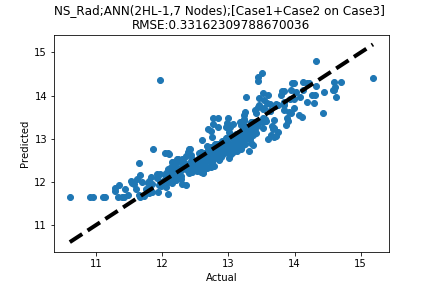 NS_Rad;ANN(2HL-1,7 Nodes);[Case1+Case2 on Case3]
RMSE:0.33162309788670036
15
14
13
12
11
Predicted
11
12
13
14
15
Actual